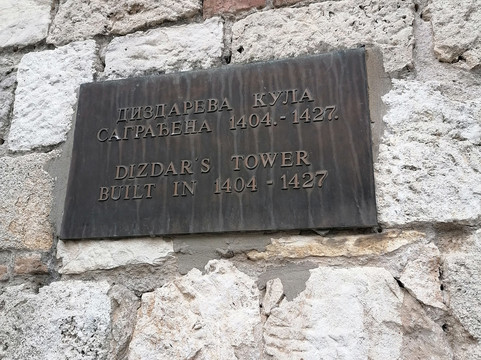 ДИЗДАРЕВА КУЛА
САГРАЂЕНА 1404.-1427.
DIZDAR'S TOWER
BUILT IN 1404-1427